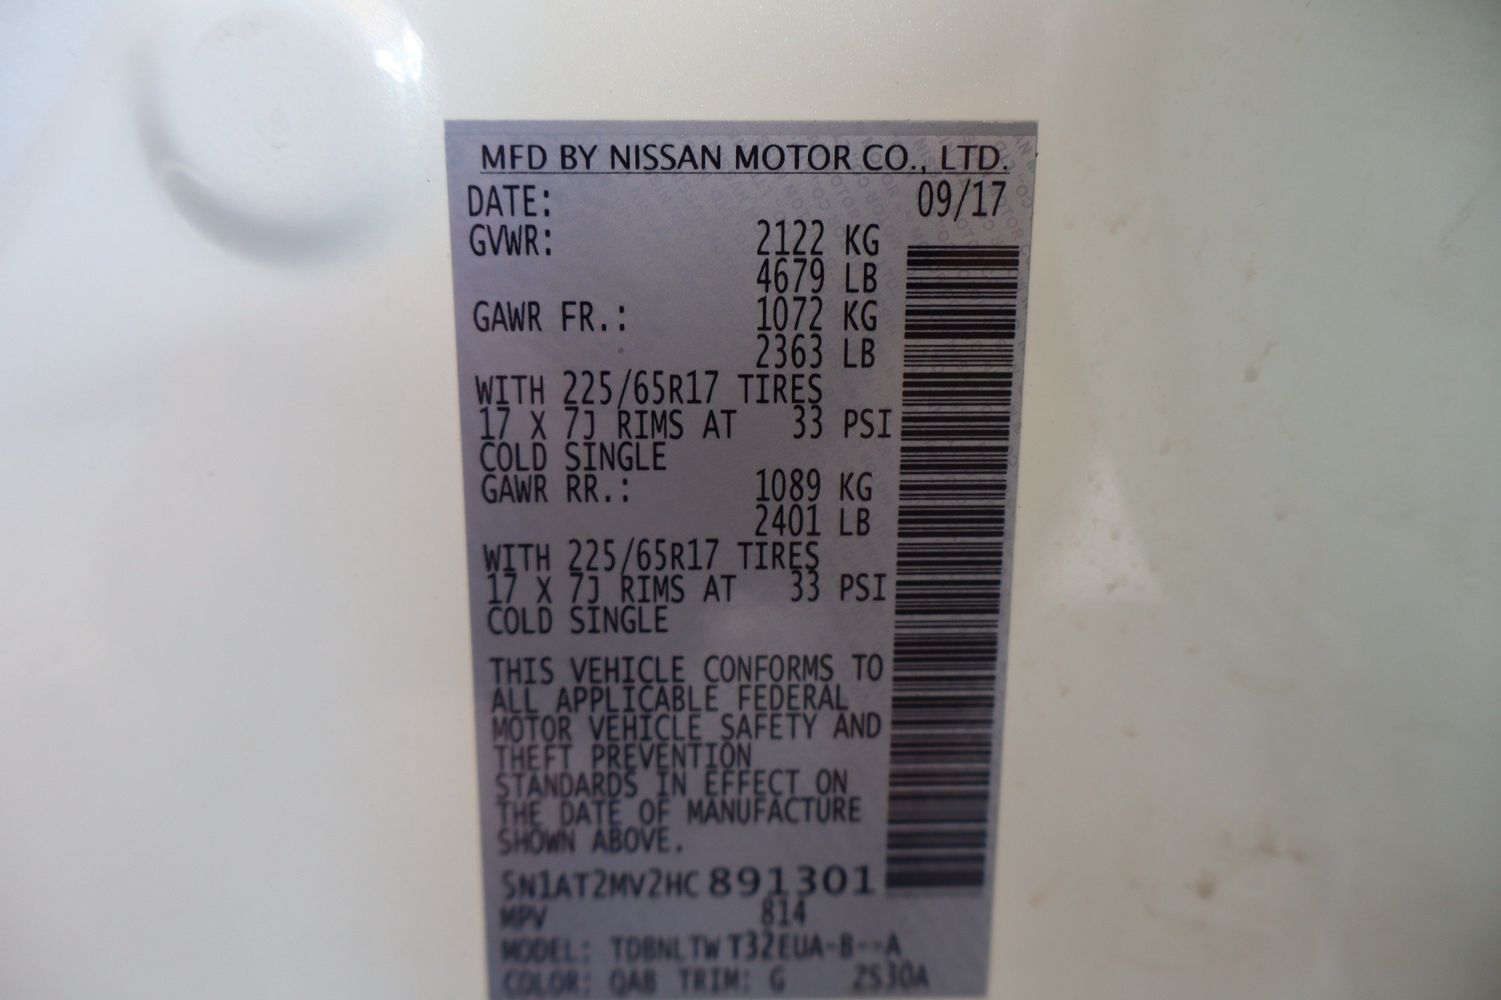 MFD BY NISSAN MOTOR CO., LTD.
DATE: 09/17
GVWR: 2122 KG
4679 LB
GAWR FR.: 1072 KG
2363 LB
WITH 225/65R17 TIRES
17 X 7J RIMS AT 33 PSI
COLD SINGLE
GAWR RR.: 1089 KG
2401 LB
WITH 225/65R17 TIRES
17 X 7J RIMS AT 33 PSI
COLD SINGLE
THIS VEHICLE CONFORMS TO
ALL APPLICABLE FEDERAL
MOTOR VEHICLE SAFETY AND
THEFT PREVENTION
STANDARDS IN EFFECT ON
THE DATE OF MANUFACTURE
SHOWN ABOVE.
5N1AT2MV2HC891301
MPV 814
MODEL: TDBNLTWT32EUA-B--A
COLOR: QAB TRIM: G ZS30A